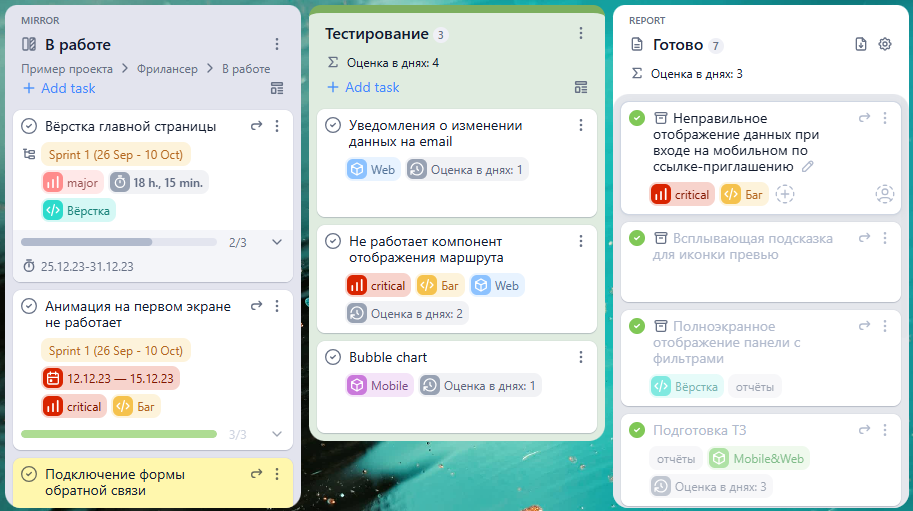 MIRROR
В работе
Пример проекта > Фрилансер > В работе
+ Add task
Вёрстка главной страницы
Sprint 1 (26 Sep - 10 Oct)
major
18 h., 15 min.
Вёрстка
2/3
25.12.23-31.12.23
Анимация на первом экране
не работает
Sprint 1 (26 Sep - 10 Oct)
12.12.23 — 15.12.23
critical
Баг
3/3
Подключение формы
обратной связи
Тестирование 3
Σ Оценка в днях: 4
+ Add task
Уведомления о изменении
данных на email
Web
Оценка в днях: 1
Не работает компонент
отображения маршрута
critical
Баг
Web
Оценка в днях: 2
Bubble chart
Mobile
Оценка в днях: 1
REPORT
Готово 7
Σ Оценка в днях: 3
Неправильное
отображение данных при
входе на мобильном по
ссылке-приглашению
critical
Баг
Всплывающая подсказка
для иконки превью
Полноэкранное
отображение панели с
фильтрами
Вёрстка
отчёты
Подготовка ТЗ
отчёты
Mobile&Web
Оценка в днях: 3